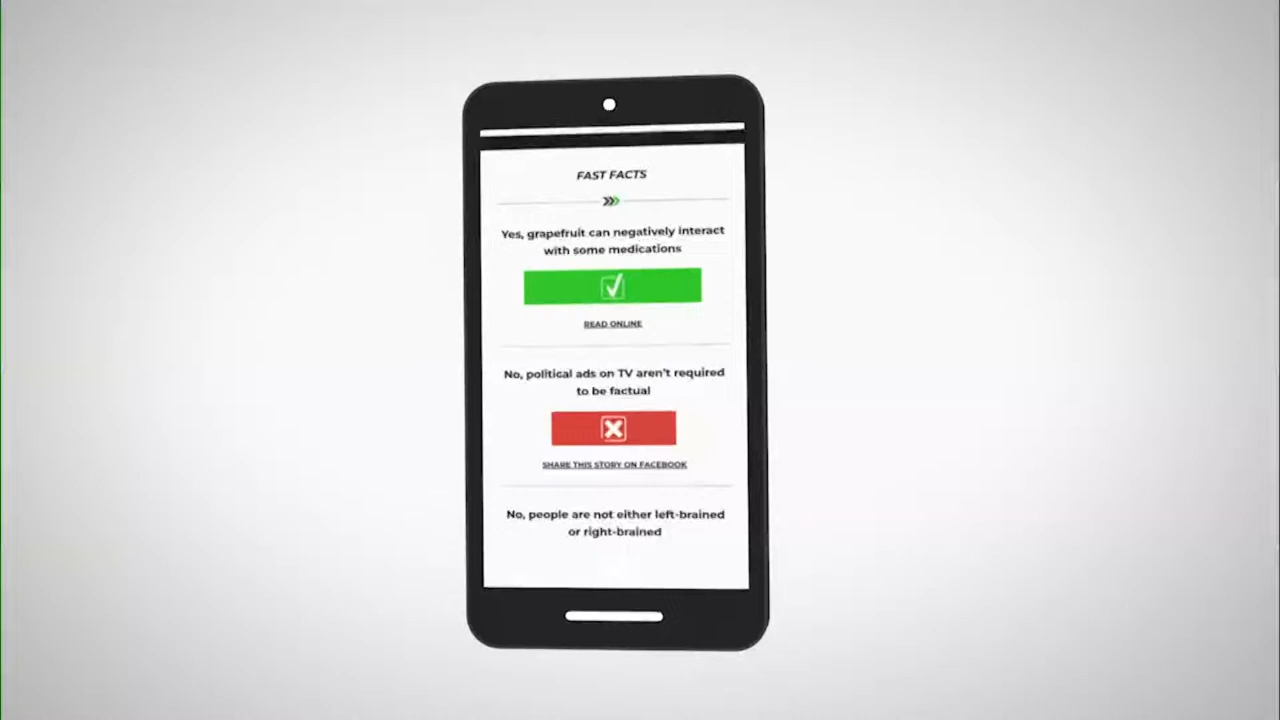 FAST FACTS
Yes, grapefruit can negatively interact
with some medications
READ ONLINE
No, political ads on TV aren't required
to be factual
SHARE THIS STORY ON FACEBOOK
No, people are not either left-brained
or right-brained